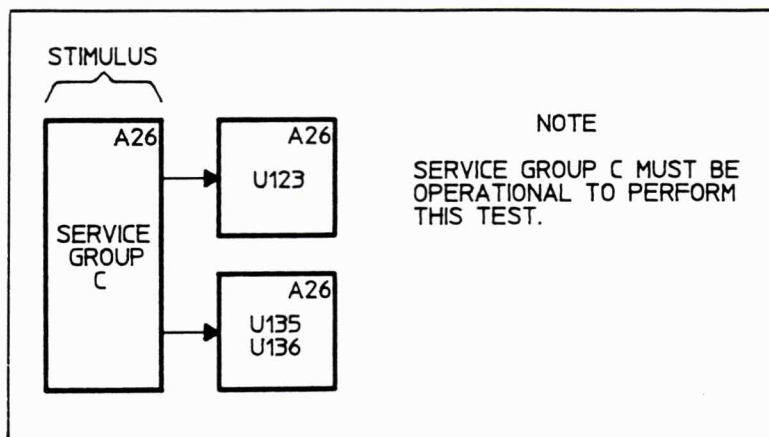 STIMULUS
A26
SERVICE
GROUP
C
A26
U123
A26
U135
U136
NOTE
SERVICE GROUP C MUST BE
OPERATIONAL TO PERFORM
THIS TEST.